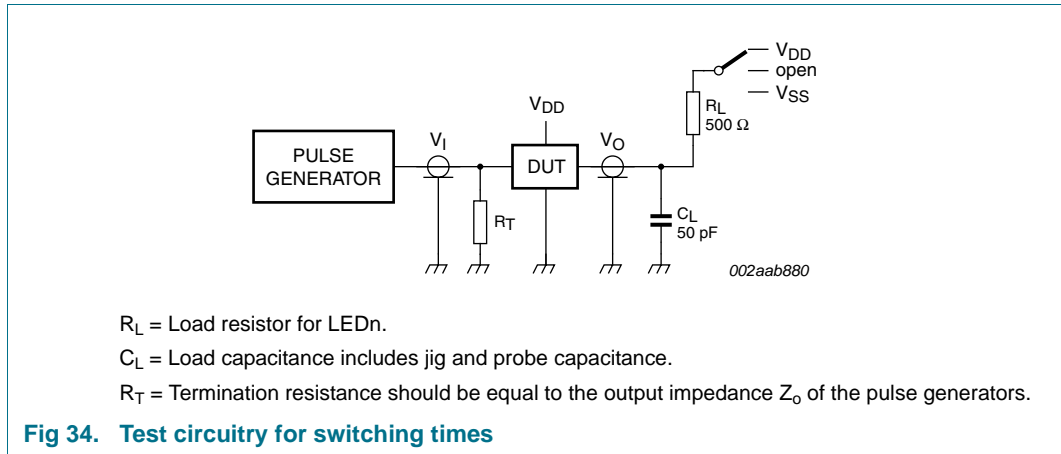 V_DD
open
V_SS
R_L
500 Ω
V_DD
V_I
V_O
PULSE
GENERATOR
DUT
R_T
C_L
50 pF
002aab880
R_L = Load resistor for LEDn.
C_L = Load capacitance includes jig and probe capacitance.
R_T = Termination resistance should be equal to the output impedance Z_o of the pulse generators.
Fig 34. Test circuitry for switching times